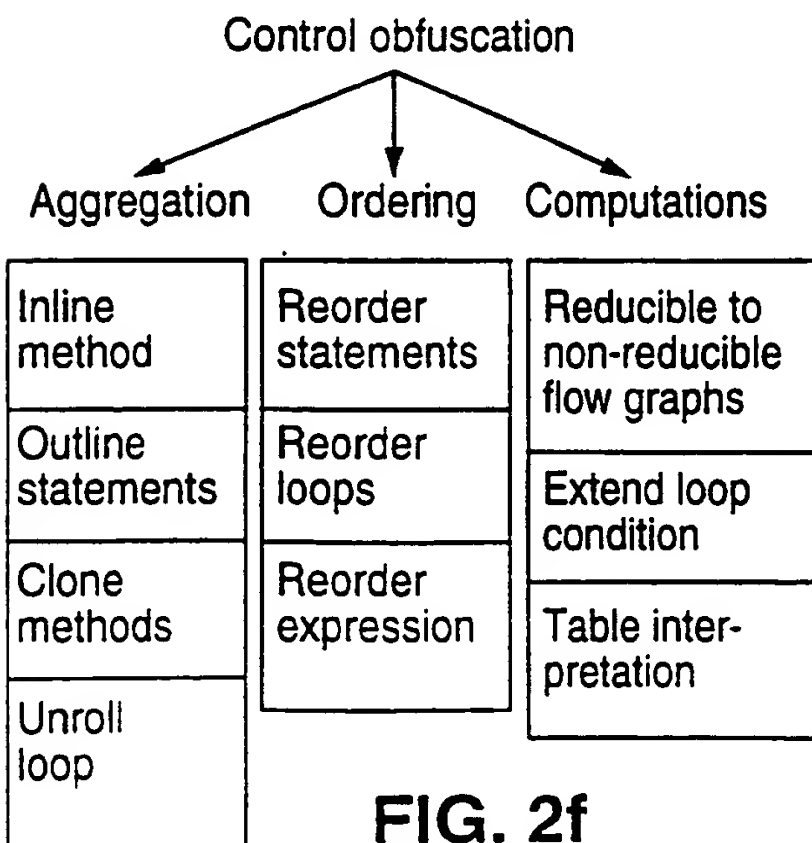 Control obfuscation
Aggregation
Ordering
Computations
Inline
method
Outline
statements
Clone
methods
Unroll
loop
Reorder
statements
Reorder
loops
Reorder
expression
Reducible to
non-reducible
flow graphs
Extend loop
condition
Table inter-
pretation
FIG. 2f